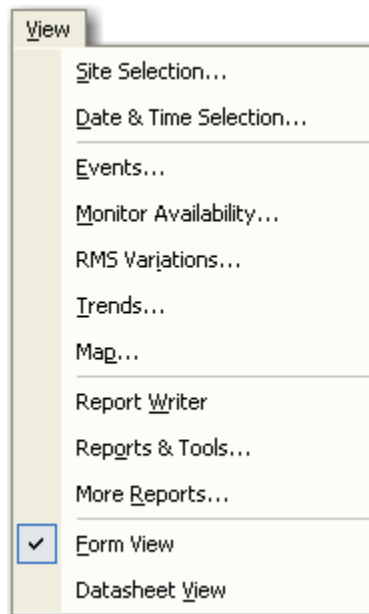 View
Site Selection...
Date & Time Selection...
Events...
Monitor Availability...
RMS Variations...
Trends...
Map...
Report Writer
Reports & Tools...
More Reports...
Form View
Datasheet View